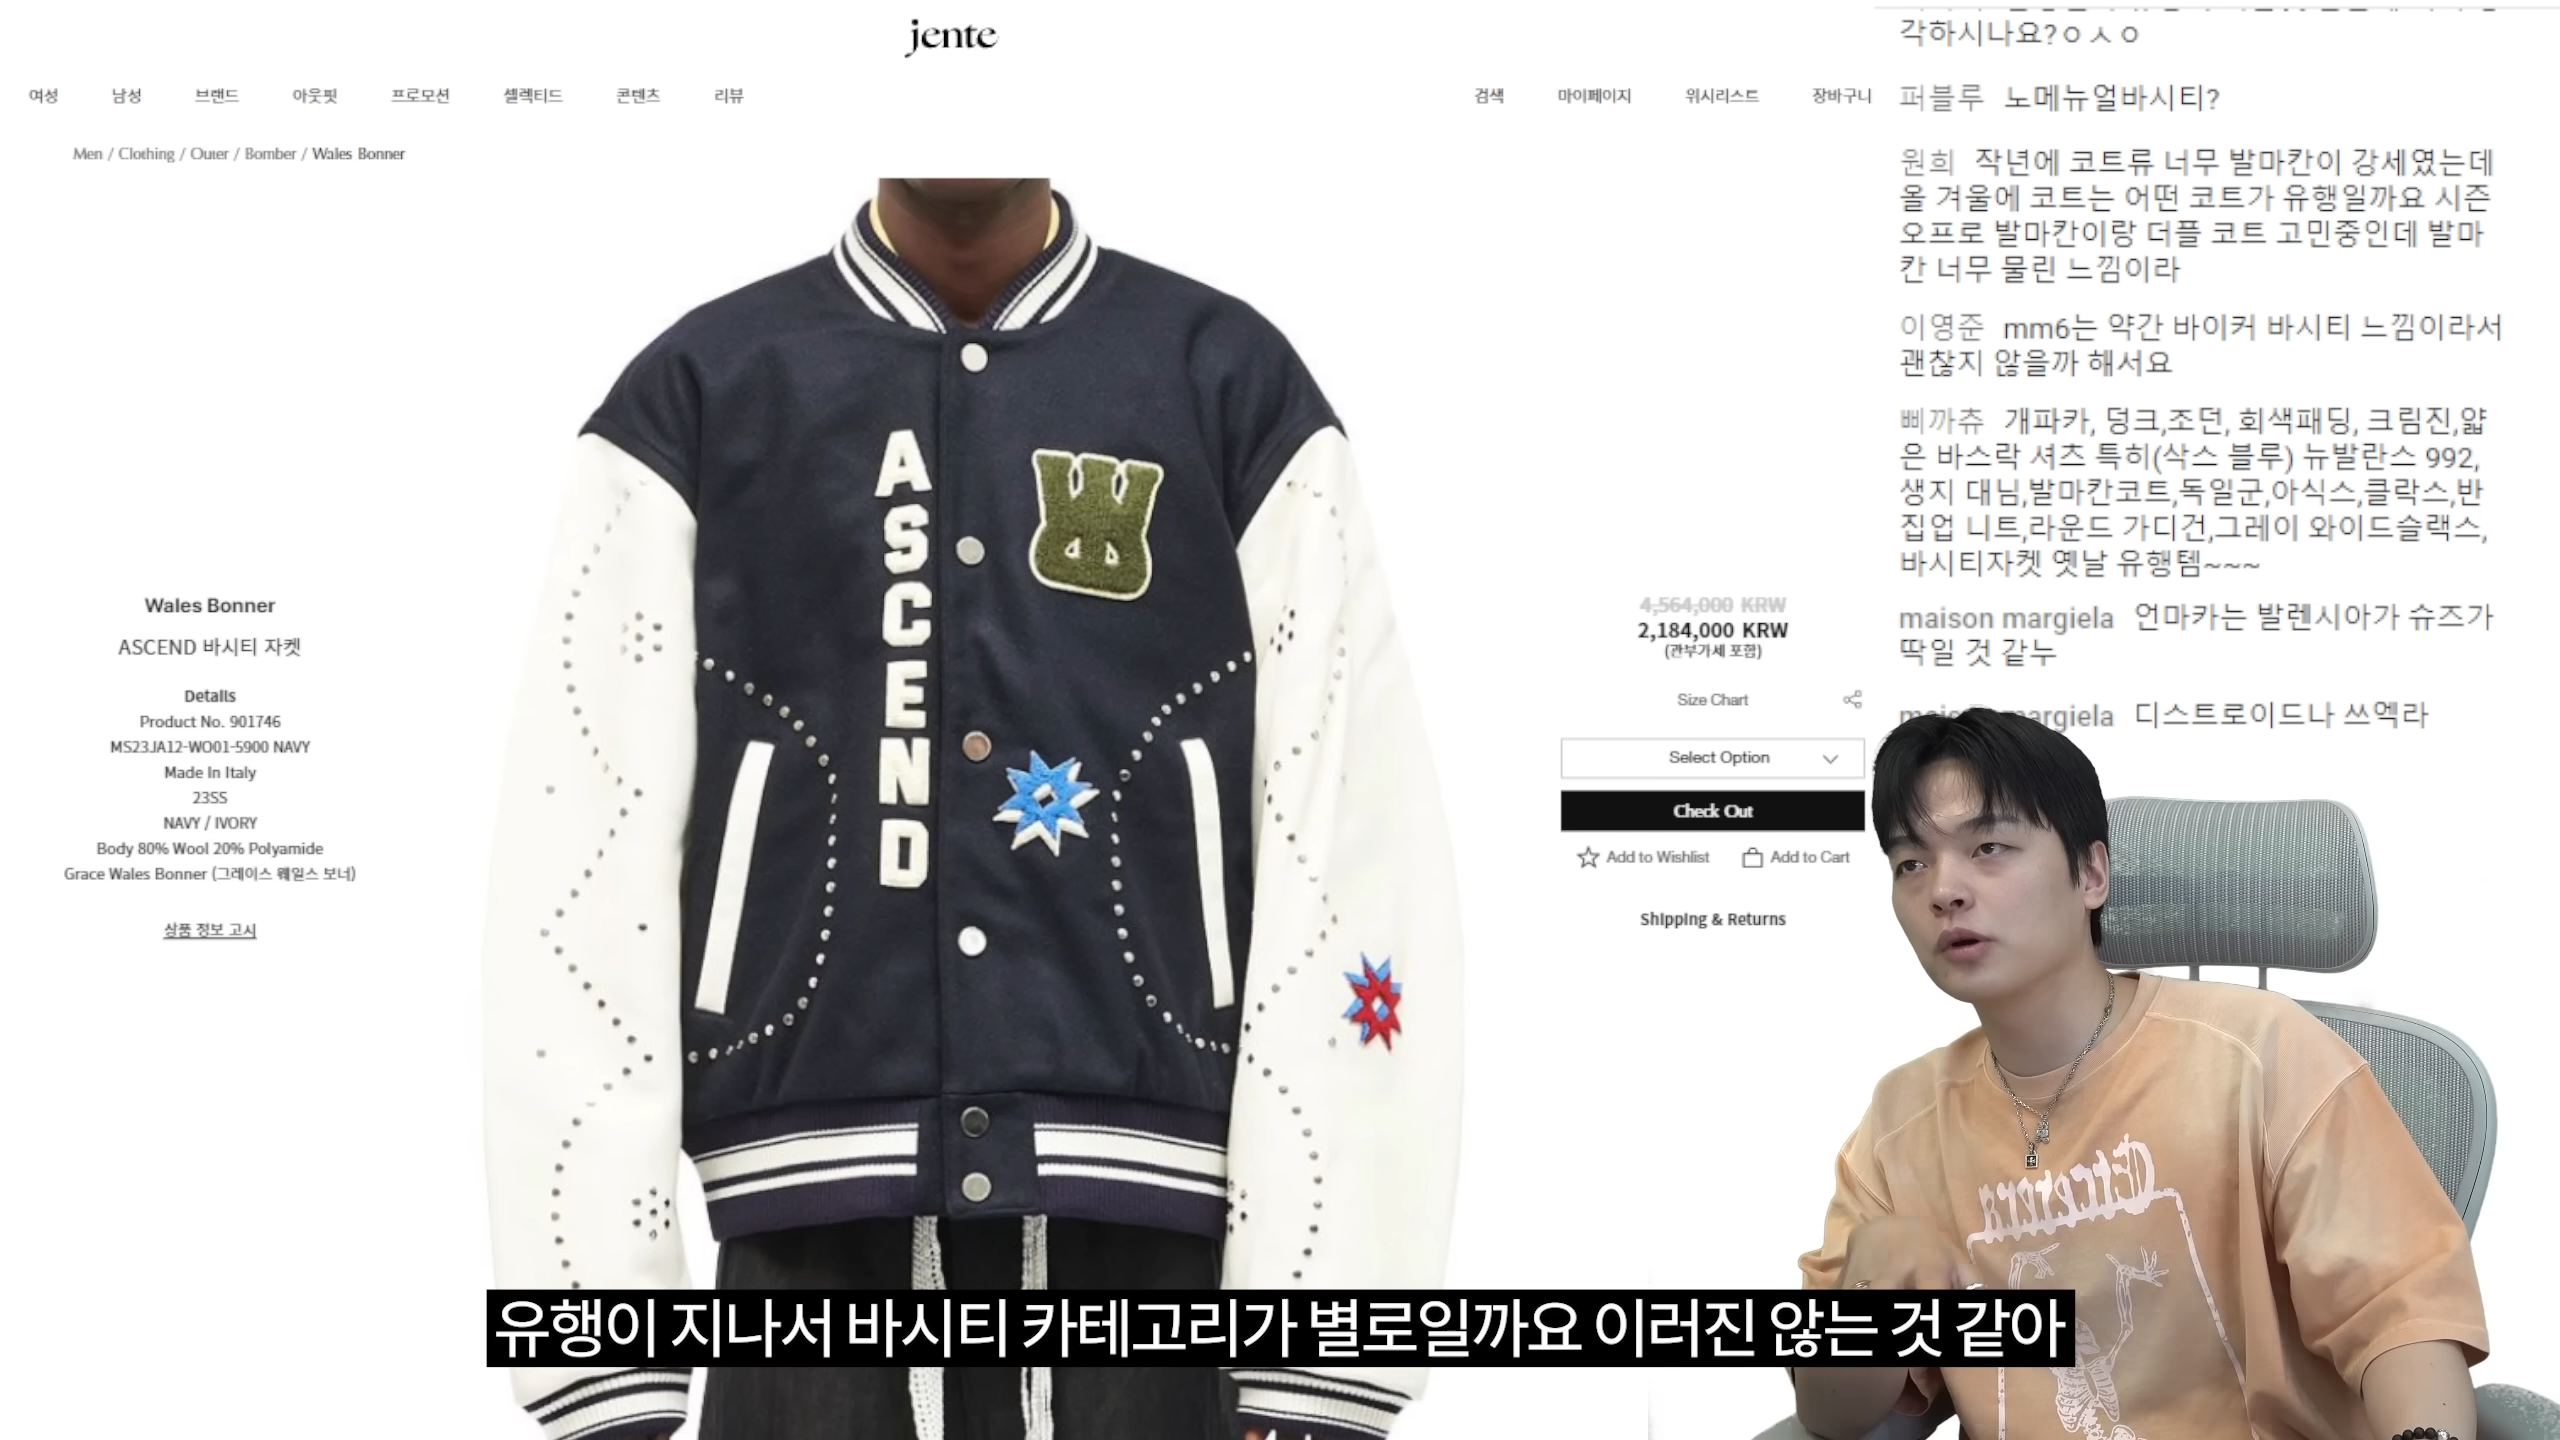 jente
여성 남성 브랜드 아웃핏 프로모션 셀렉티드 콘텐츠 리뷰
검색 마이페이지 위시리스트 장바구니
Men / Clothing / Outer / Bomber / Wales Bonner
Wales Bonner
ASCEND 바시티 자켓
Details
Product No. 901746
MS23JA12-WO01-5900 NAVY
Made In Italy
23SS
NAVY / IVORY
Body 80% Wool 20% Polyamide
Grace Wales Bonner (그레이스 웨일스 보너)
상품 정보 고시
ASCEND
4,564,000 KRW
2,184,000 KRW
(관부가세 포함)
Size Chart
Select Option
Check Out
Add to Wishlist Add to Cart
Shipping & Returns
각하시나요?ㅇㅅㅇ
퍼블루 노메뉴얼바시티?
원희 작년에 코트류 너무 발마칸이 강세였는데
올 겨울에 코트는 어떤 코트가 유행일까요 시즌
오프로 발마칸이랑 더플 코트 고민중인데 발마
칸 너무 물린 느낌이라
이영준 mm6는 약간 바이커 바시티 느낌이라서
괜찮지 않을까 해서요
삐까츄 개파카, 덩크,조던, 회색패딩, 크림진,얇
은 바스락 셔츠 특히(삭스 블루) 뉴발란스 992,
생지 대님,발마칸코트,독일군,아식스,클락스,반
집업 니트,라운드 가디건,그레이 와이드슬랙스,
바시티자켓 옛날 유행템~~~
maison margiela 언마카는 발렌시아가 슈즈가
딱일 것 같누
margiela 디스트로이드나 쓰엑라
유행이 지나서 바시티 카테고리가 별로일까요 이러진 않는 것 같아